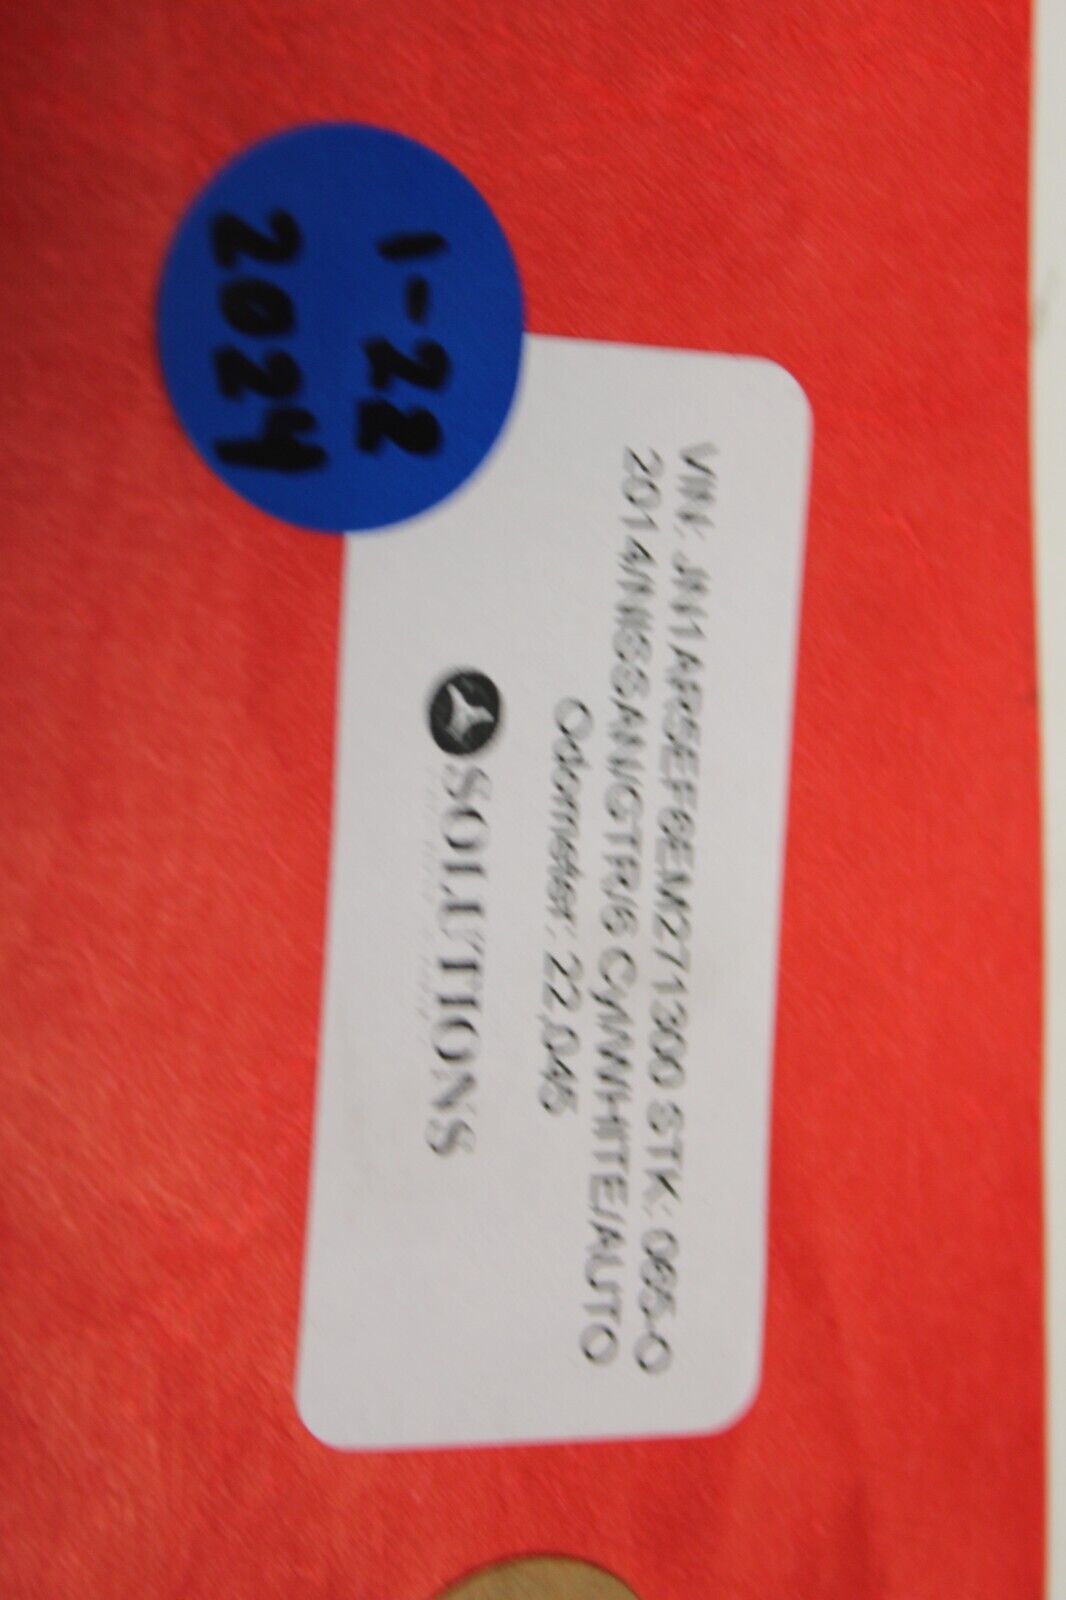 1-22
2024
VIN: JN1AR5EF6EM271300 STK: 065-O
2014/NISSAN/GTR/6 Cyl/WHITE/AUTO
Odometer: 22,045
SOLUTIONS